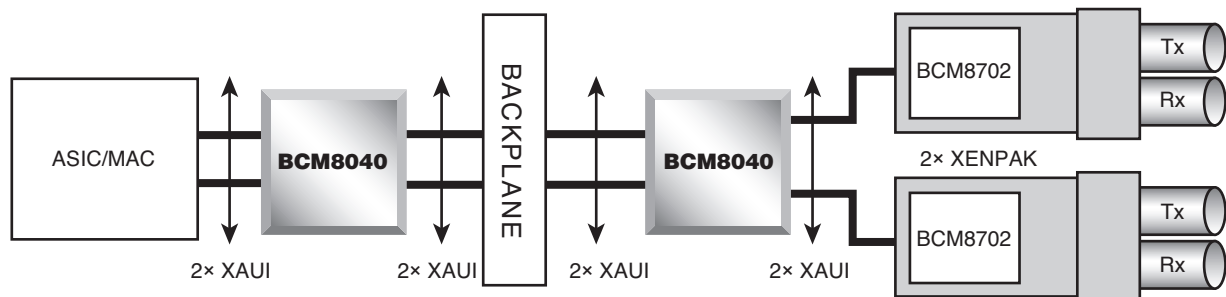 ASIC/MAC
2× XAUI
BCM8040
2× XAUI
BACKPLANE
2× XAUI
BCM8040
2× XAUI
BCM8702
Tx
Rx
2× XENPAK
BCM8702
Tx
Rx